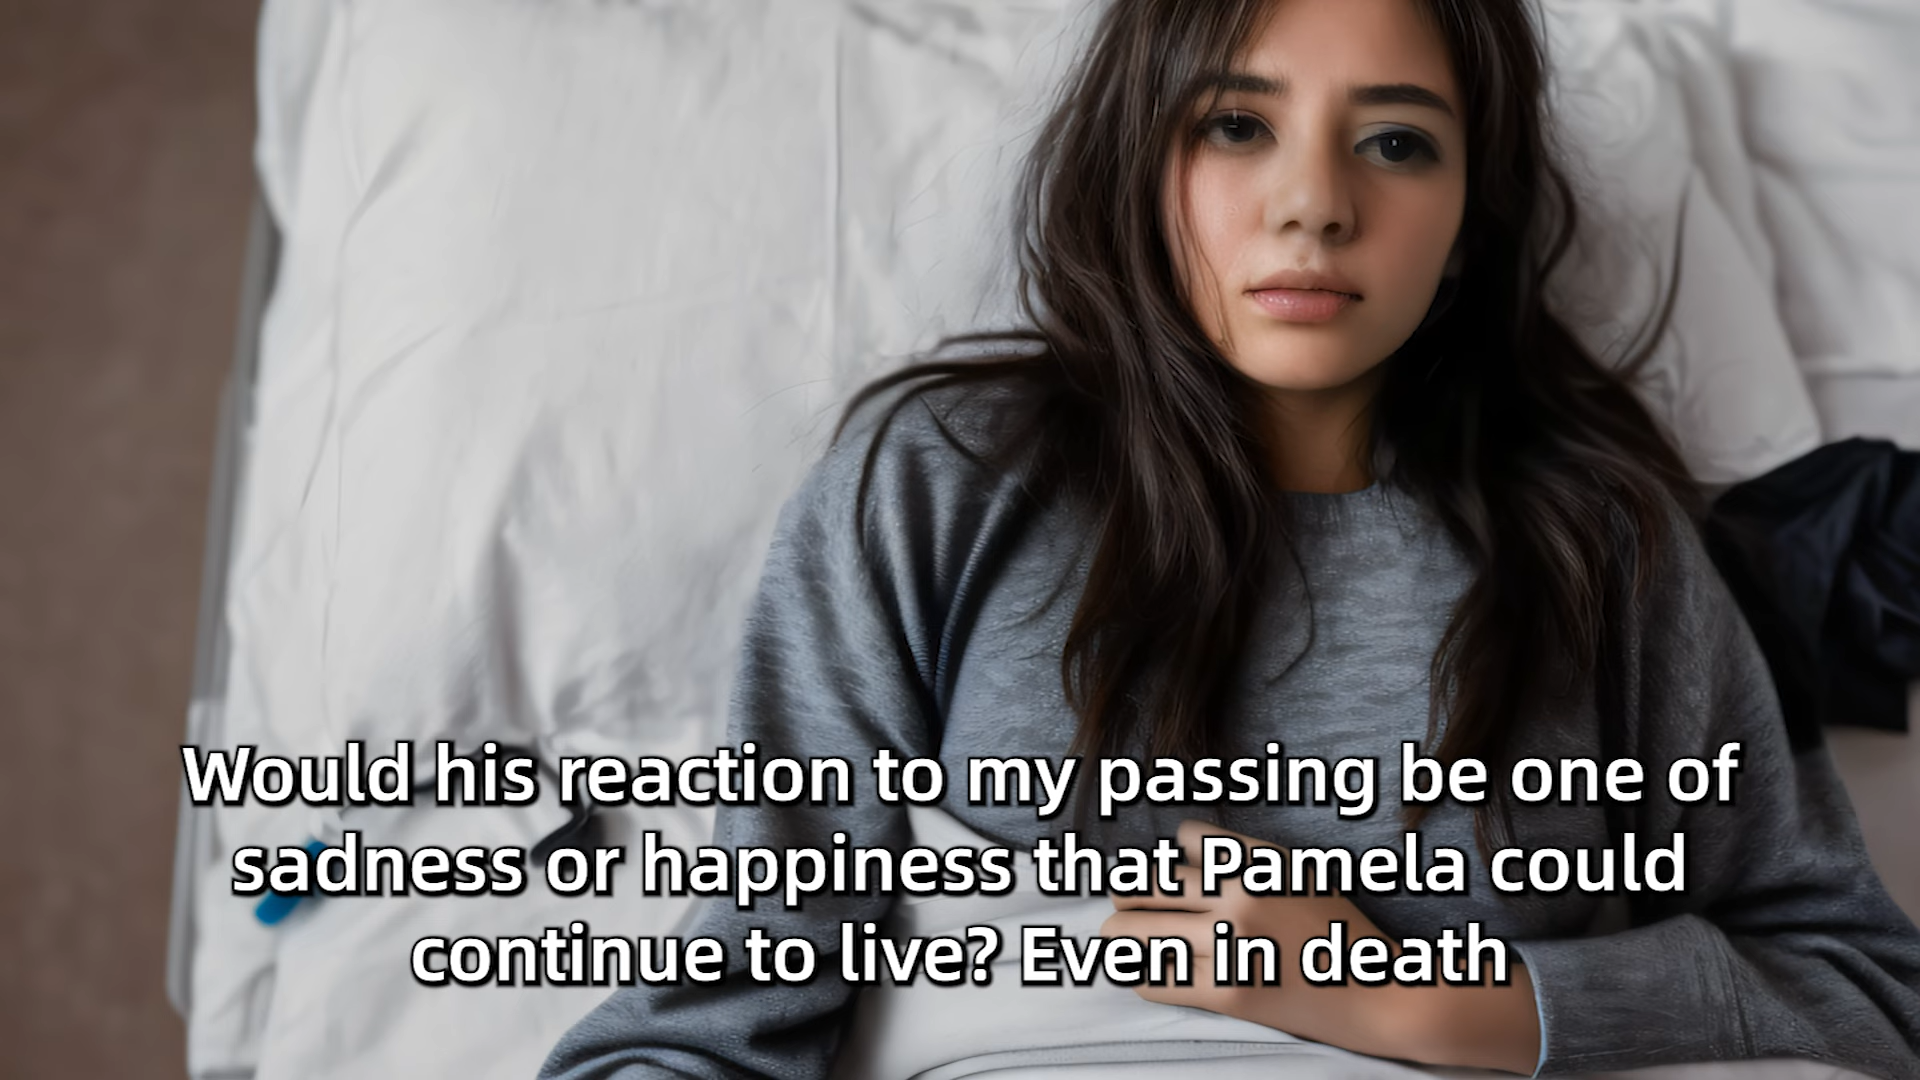 Would his reaction to my passing be one of
sadness or happiness that Pamela could
continue to live? Even in death